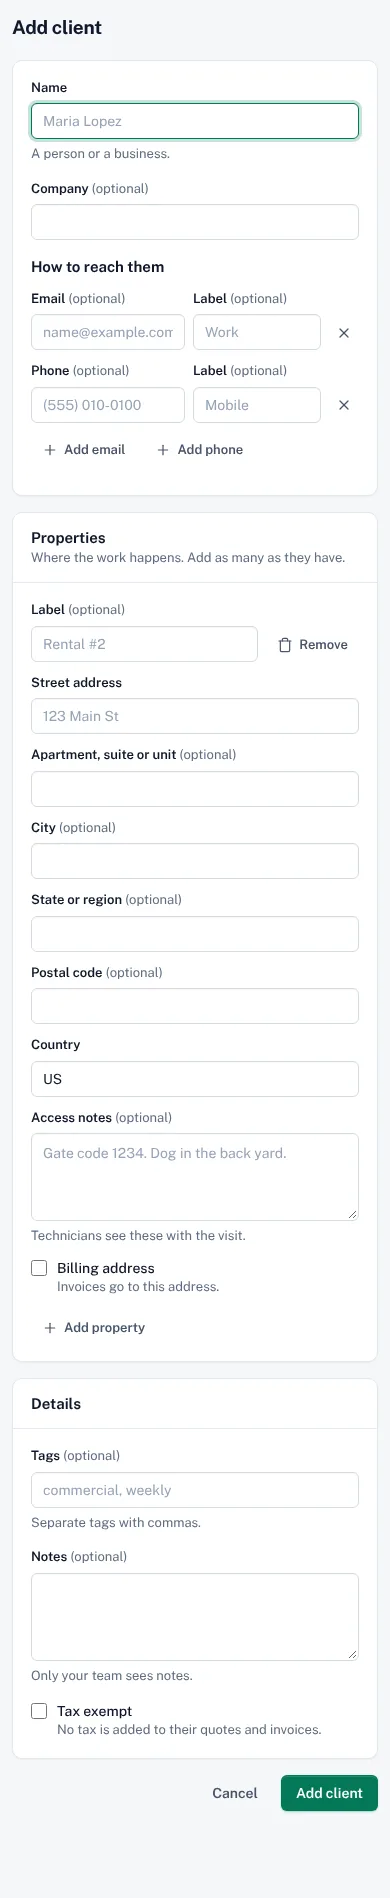 Add client
Name
Maria Lopez
A person or a business.
Company (optional)
How to reach them
Email (optional) Label (optional)
name@example.com Work
Phone (optional) Label (optional)
(555) 010-0100 Mobile
Add email Add phone
Properties
Where the work happens. Add as many as they have.
Label (optional)
Rental #2 Remove
Street address
123 Main St
Apartment, suite or unit (optional)
City (optional)
State or region (optional)
Postal code (optional)
Country
US
Access notes (optional)
Gate code 1234. Dog in the back yard.
Technicians see these with the visit.
Billing address
Invoices go to this address.
Add property
Details
Tags (optional)
commercial, weekly
Separate tags with commas.
Notes (optional)
Only your team sees notes.
Tax exempt
No tax is added to their quotes and invoices.
Cancel Add client